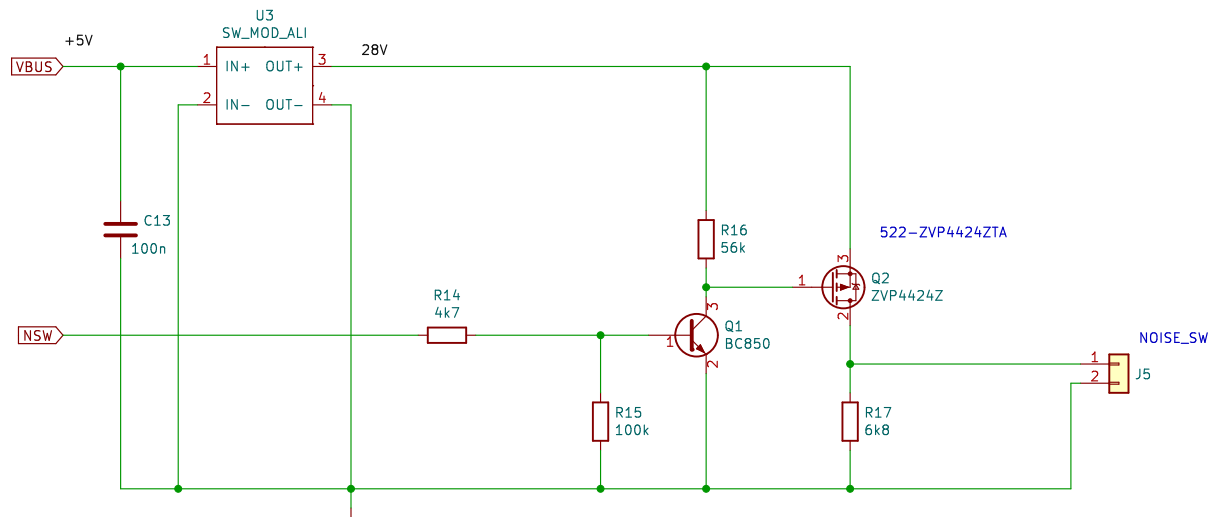 U3
SW_MOD_ALI
+5V
28V
VBUS
1
IN+
OUT+
3
2
IN-
OUT-
4
C13
100n
R16
56k
522-ZVP4424ZTA
3
1
Q2
ZVP4424Z
2
R14
4k7
NSW
3
Q1
BC850
1
2
NOISE_SW
1
2
J5
R15
100k
R17
6k8